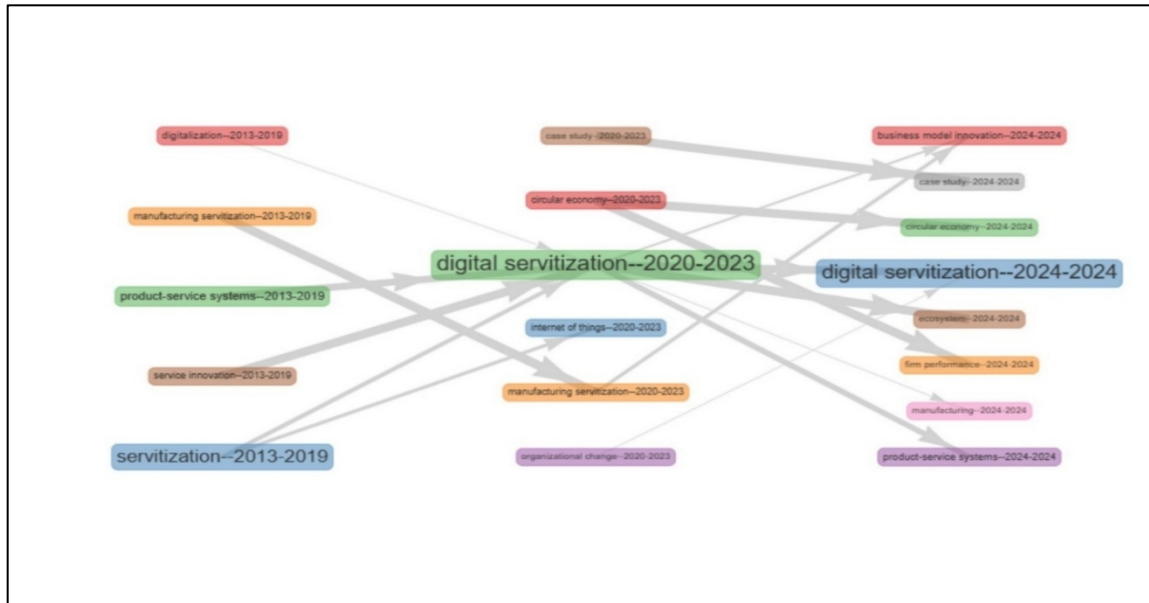 digitalization--2013-2019
manufacturing servitization--2013-2019
product-service systems--2013-2019
service innovation--2013-2019
servitization--2013-2019
case study--2020-2023
circular economy--2020-2023
digital servitization--2020-2023
internet of things--2020-2023
manufacturing servitization--2020-2023
organizational change--2020-2023
business model innovation--2024-2024
case study--2024-2024
circular economy--2024-2024
digital servitization--2024-2024
ecosystem--2024-2024
firm performance--2024-2024
manufacturing--2024-2024
product-service systems--2024-2024